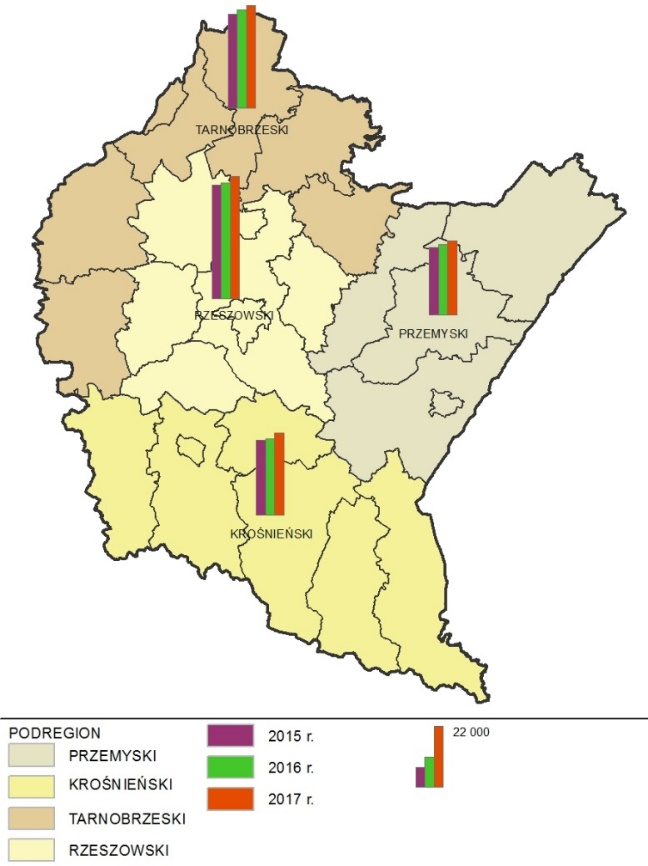 TARNOBRZESKI
RZESZOWSKI
PRZEMYSKI
KROŚNIEŃSKI
PODREGION
PRZEMYSKI
KROŚNIEŃSKI
TARNOBRZESKI
RZESZOWSKI
2015 r.
2016 r.
2017 r.
22 000